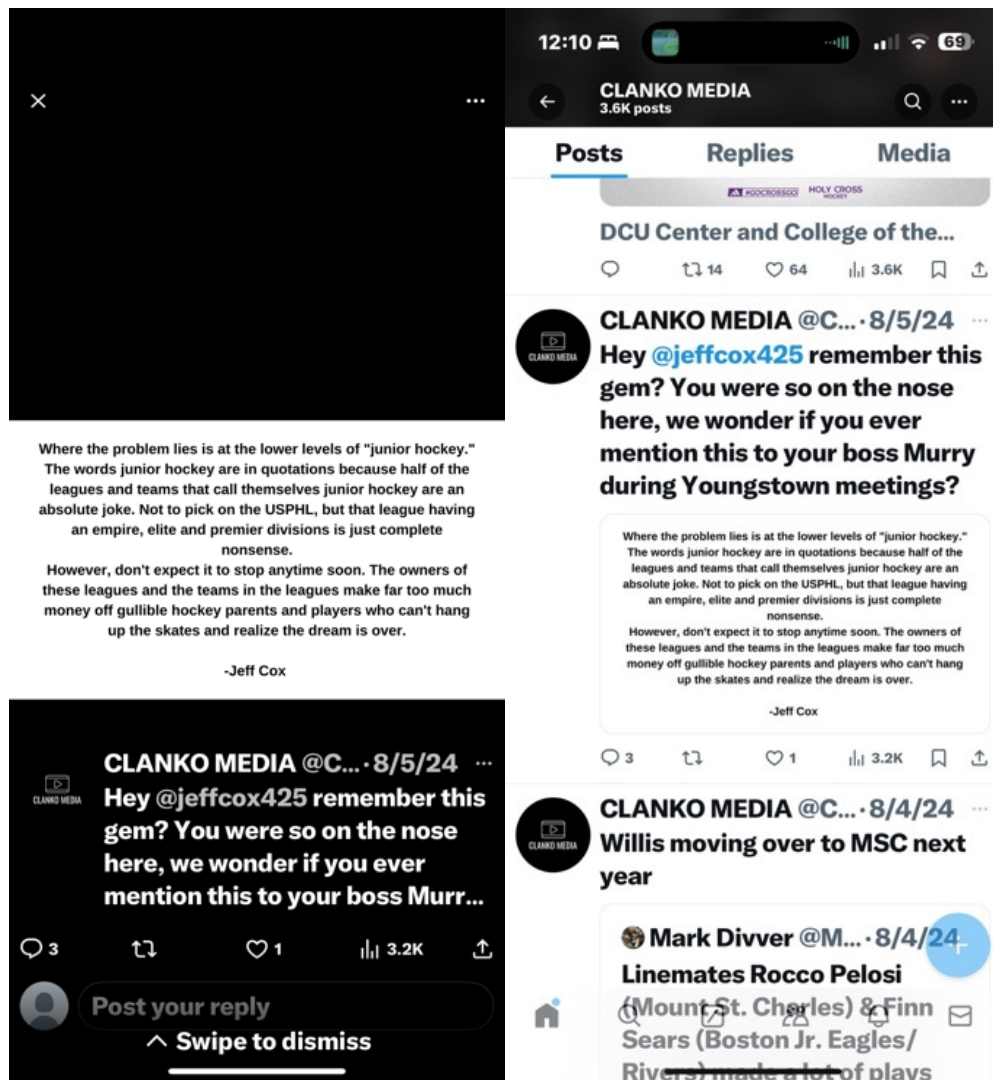 Where the problem lies is at the lower levels of "junior hockey."
The words junior hockey are in quotations because half of the
leagues and teams that call themselves junior hockey are an
absolute joke. Not to pick on the USPHL, but that league having
an empire, elite and premier divisions is just complete
nonsense.
However, don't expect it to stop anytime soon. The owners of
these leagues and the teams in the leagues make far too much
money off gullible hockey parents and players who can't hang
up the skates and realize the dream is over.
-Jeff Cox
CLANKO MEDIA
CLANKO MEDIA @C... · 8/5/24
Hey @jeffcox425 remember this
gem? You were so on the nose
here, we wonder if you ever
mention this to your boss Murr...
3 1 3.2K
Post your reply
Swipe to dismiss
12:10 69
CLANKO MEDIA
3.6K posts
Posts Replies Media
#GOCROSSGO HOLY CROSS
HOCKEY
DCU Center and College of the...
14 64 3.6K
CLANKO MEDIA
CLANKO MEDIA @C... · 8/5/24
Hey @jeffcox425 remember this
gem? You were so on the nose
here, we wonder if you ever
mention this to your boss Murry
during Youngstown meetings?
Where the problem lies is at the lower levels of "junior hockey."
The words junior hockey are in quotations because half of the
leagues and teams that call themselves junior hockey are an
absolute joke. Not to pick on the USPHL, but that league having
an empire, elite and premier divisions is just complete
nonsense.
However, don't expect it to stop anytime soon. The owners of
these leagues and the teams in the leagues make far too much
money off gullible hockey parents and players who can't hang
up the skates and realize the dream is over.
-Jeff Cox
3 1 3.2K
CLANKO MEDIA
CLANKO MEDIA @C... · 8/4/24
Willis moving over to MSC next
year
Mark Divver @M... · 8/4/24
Linemates Rocco Pelosi
(Mount St. Charles) & Finn
Sears (Boston Jr. Eagles/
Rivers) made a lot of plays